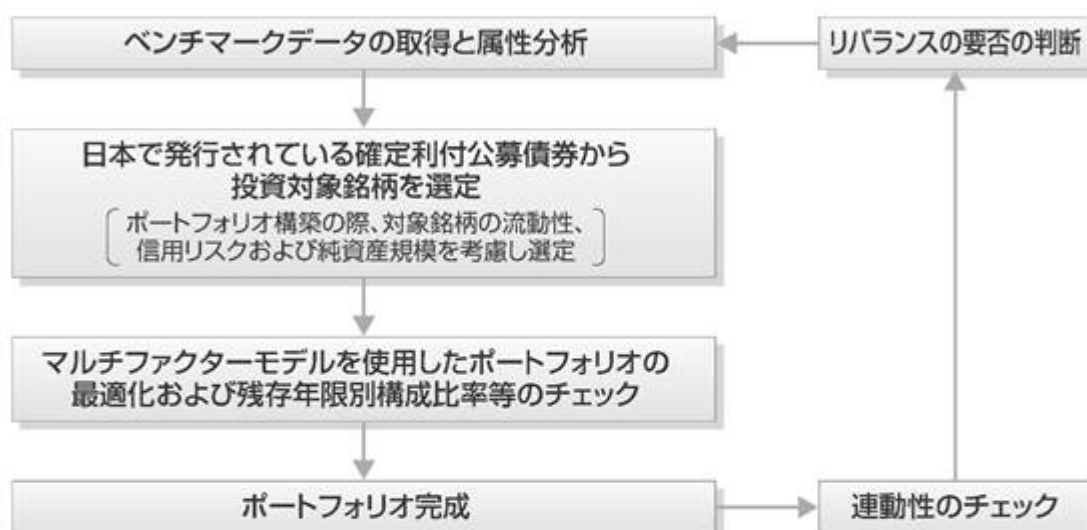 ベンチマークデータの取得と属性分析
リバランスの要否の判断
日本で発行されている確定利付公募債券から
投資対象銘柄を選定
ポートフォリオ構築の際、対象銘柄の流動性、
信用リスクおよび純資産規模を考慮し選定
マルチファクターモデルを使用したポートフォリオの
最適化および残存年限別構成比率等のチェック
ポートフォリオ完成
連動性のチェック